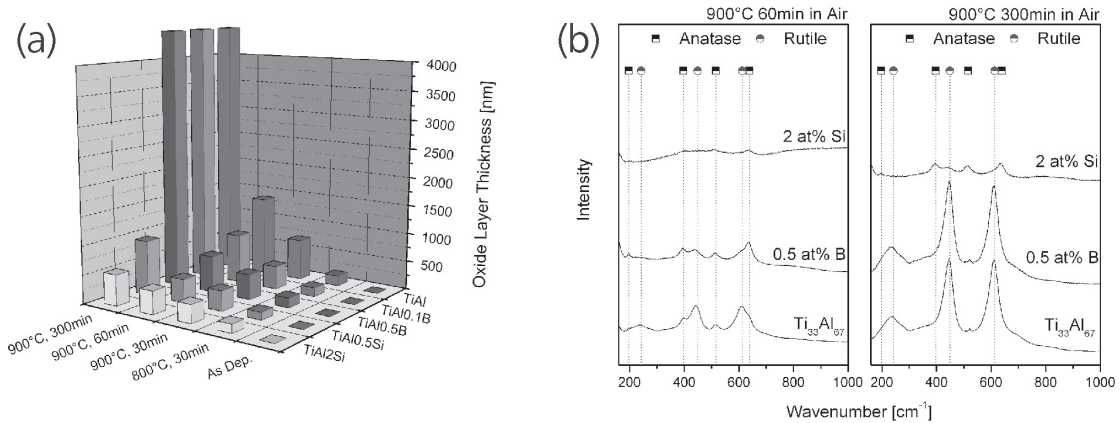 (a)
4000
3500
3000
2500
2000
1500
1000
500
Oxide Layer Thickness [nm]
TiAl
TiAl0.1B
TiAl0.5B
TiAl0.5Si
TiAl2Si
900°C, 300min
900°C, 60min
900°C, 30min
800°C, 30min
As Dep.
(b)
900°C 60min in Air
Anatase Rutile
2 at% Si
0.5 at% B
Ti₃₃Al₆₇
200 400 600 800 1000
900°C 300min in Air
Anatase Rutile
2 at% Si
0.5 at% B
Ti₃₃Al₆₇
200 400 600 800 1000
Intensity
Wavenumber [cm⁻¹]